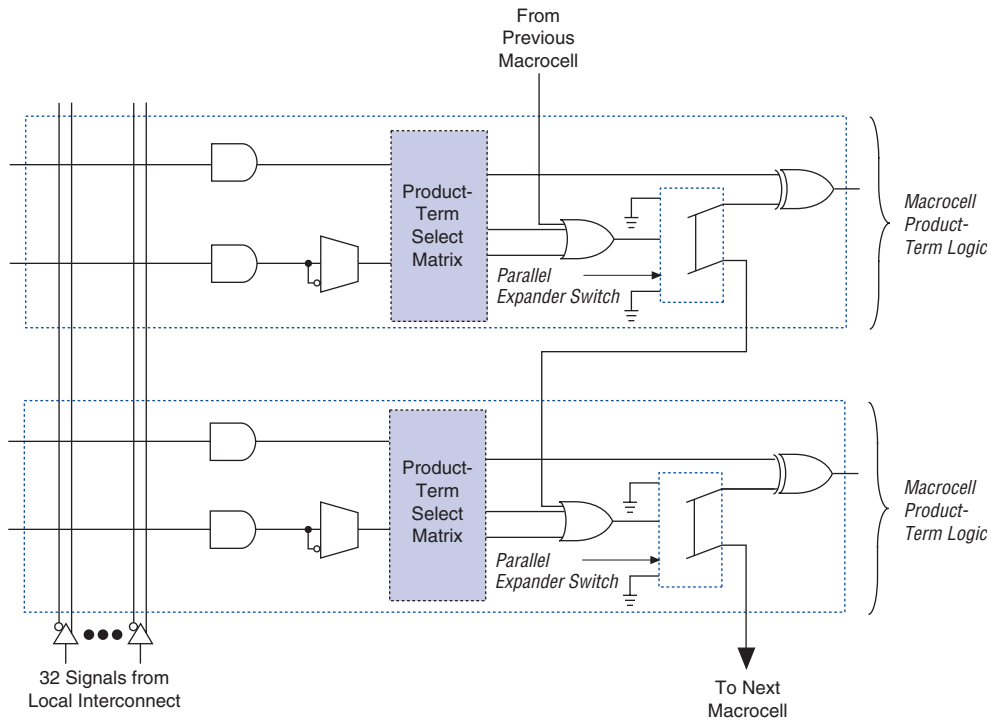 From
Previous
Macrocell
Product-
Term
Select
Matrix
Parallel
Expander Switch
Macrocell
Product-
Term Logic
Product-
Term
Select
Matrix
Parallel
Expander Switch
Macrocell
Product-
Term Logic
32 Signals from
Local Interconnect
To Next
Macrocell